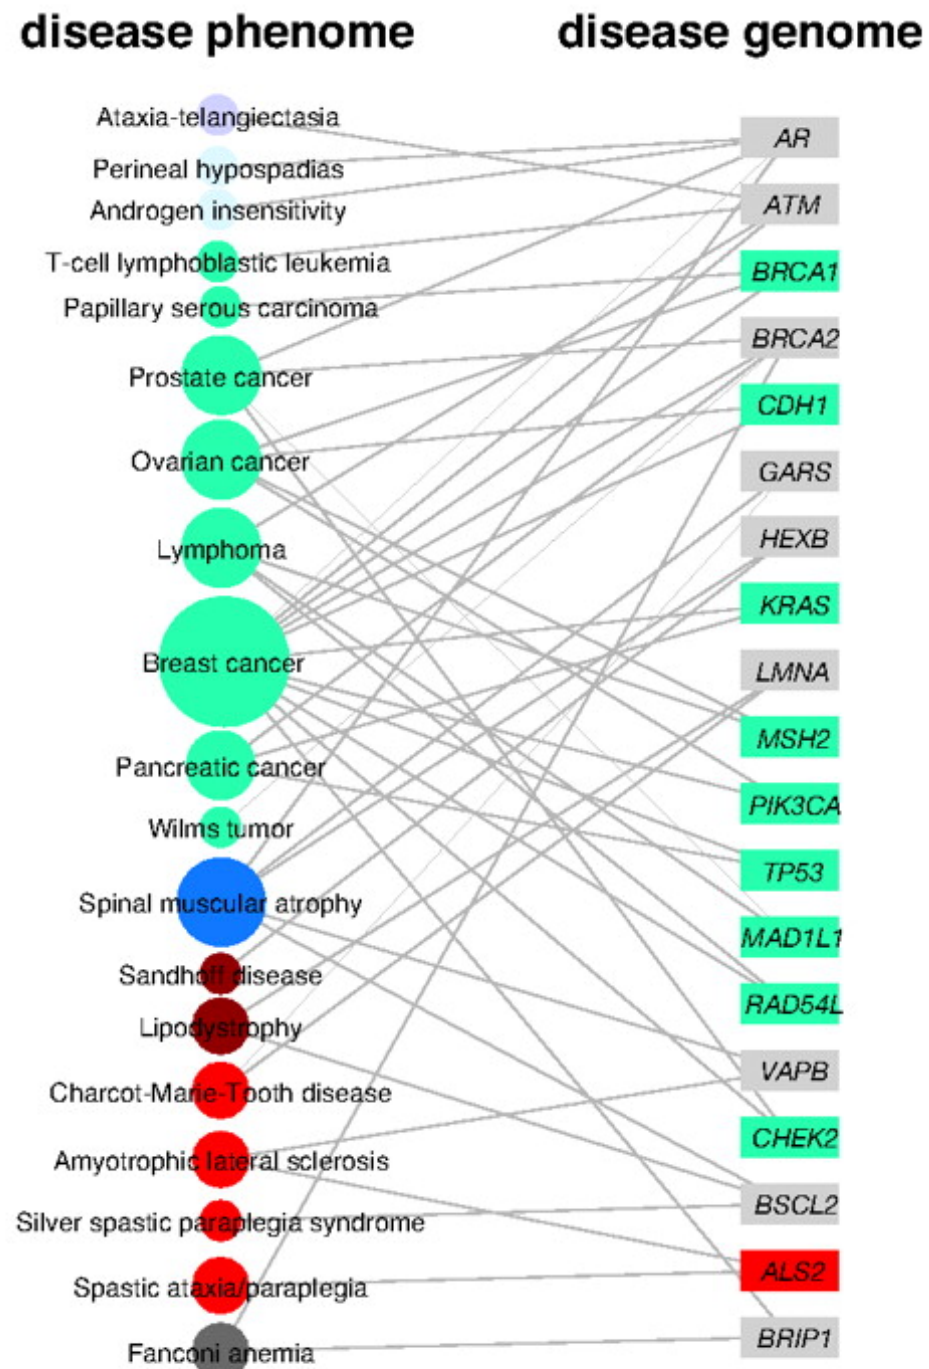 disease phenome
disease genome
Ataxia-telangiectasia
Perineal hypospadias
Androgen insensitivity
T-cell lymphoblastic leukemia
Papillary serous carcinoma
Prostate cancer
Ovarian cancer
Lymphoma
Breast cancer
Pancreatic cancer
Wilms tumor
Spinal muscular atrophy
Sandhoff disease
Lipodystrophy
Charcot-Marie-Tooth disease
Amyotrophic lateral sclerosis
Silver spastic paraplegia syndrome
Spastic ataxia/paraplegia
Fanconi anemia
AR
ATM
BRCA1
BRCA2
CDH1
GARS
HEXB
KRAS
LMNA
MSH2
PIK3CA
TP53
MAD1L1
RAD54L
VAPB
CHEK2
BSCL2
ALS2
BRIP1